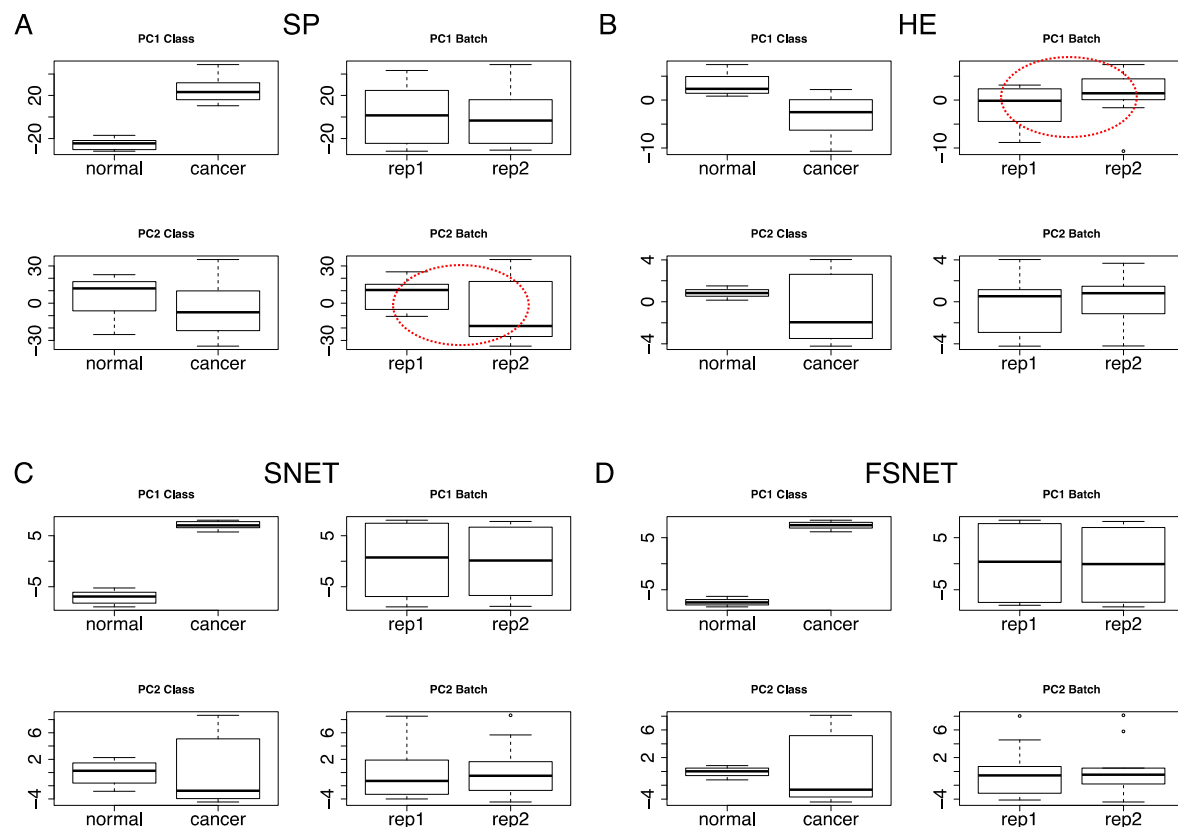 A SP B HE
PC1 Class PC1 Batch PC1 Class PC1 Batch
20 -20 20 -20 0 -10 0 -10
normal cancer rep1 rep2 normal cancer rep1 rep2
PC2 Class PC2 Batch PC2 Class PC2 Batch
30 0 -30 30 0 -30 4 0 -4 4 0 -4
normal cancer rep1 rep2 normal cancer rep1 rep2
C SNET D FSNET
PC1 Class PC1 Batch PC1 Class PC1 Batch
5 -5 5 -5 5 -5 5 -5
normal cancer rep1 rep2 normal cancer rep1 rep2
PC2 Class PC2 Batch PC2 Class PC2 Batch
6 2 -4 6 2 -4 6 2 -4 6 2 -4
normal cancer rep1 rep2 normal cancer rep1 rep2